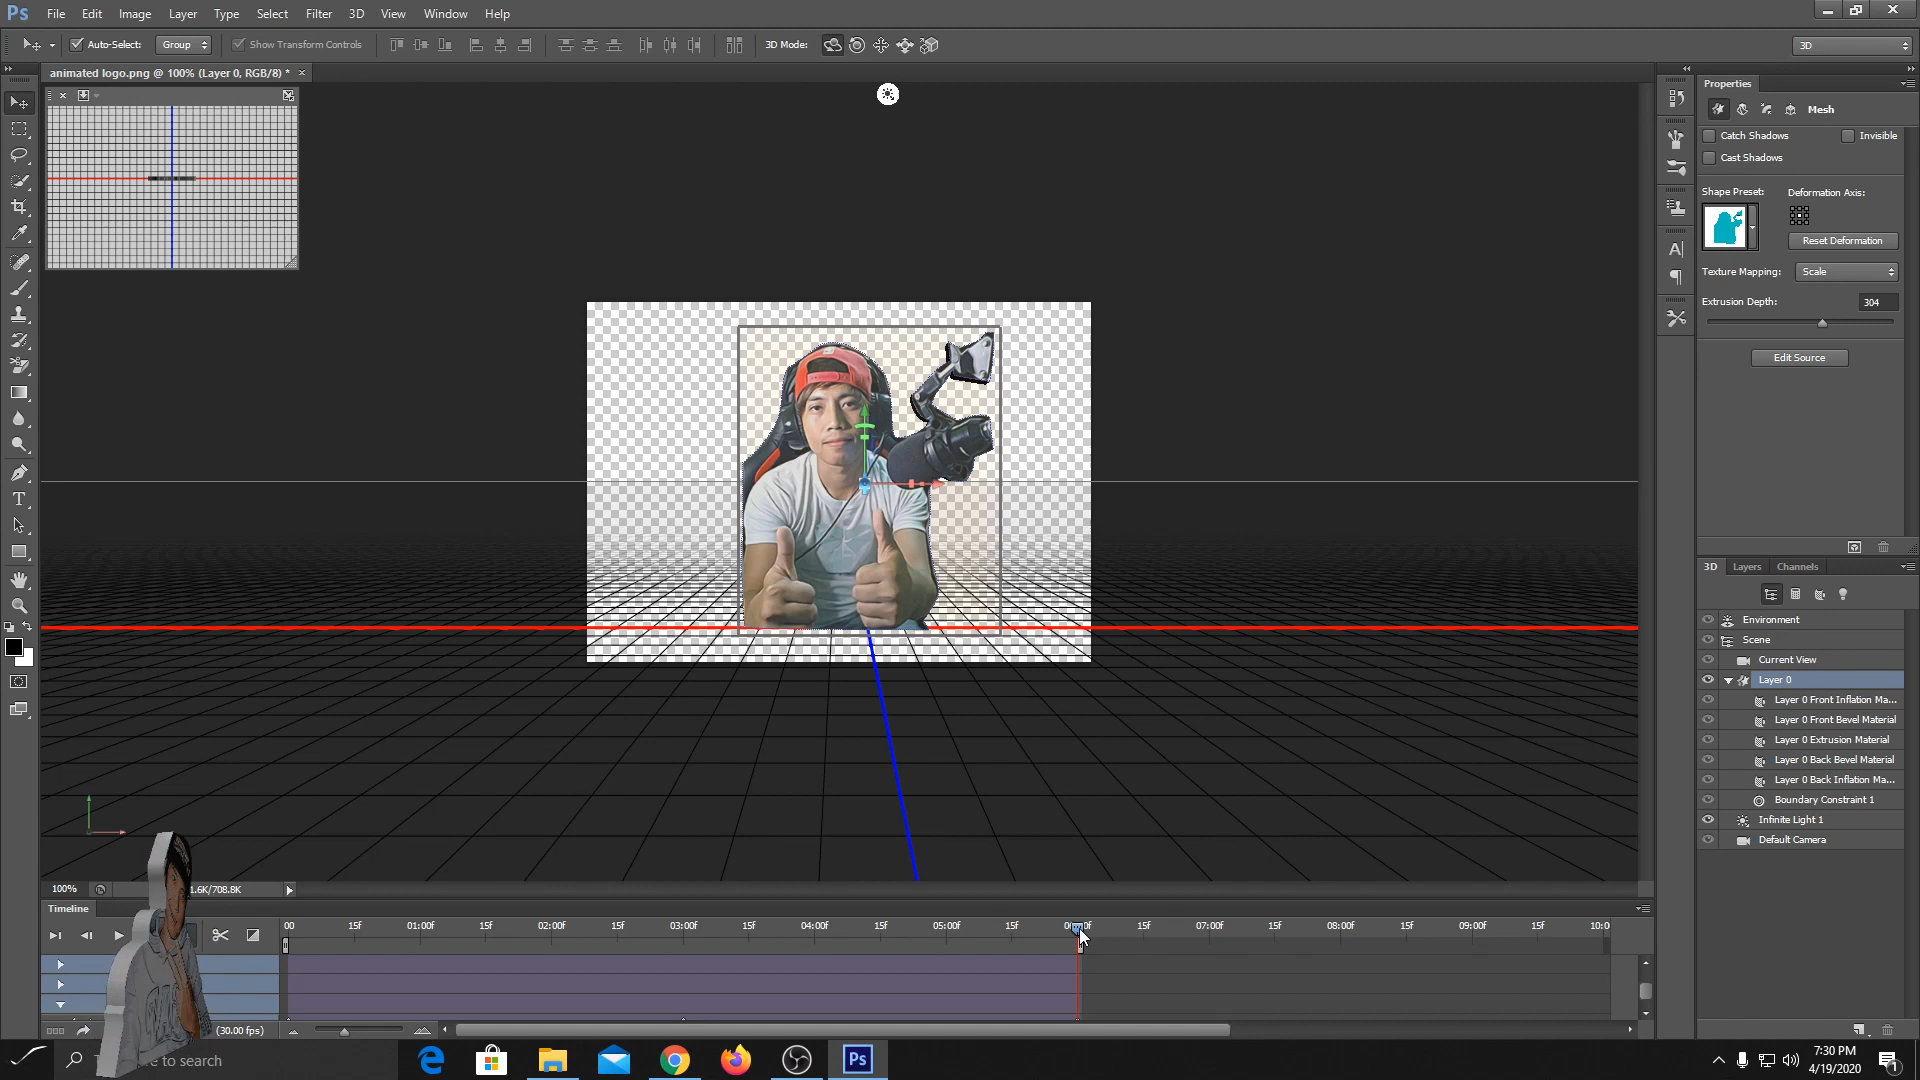 Ps File Edit Image Layer Type Select Filter 3D View Window Help
Auto-Select: Group Show Transform Controls 3D Mode: 3D
animated logo.png @ 100% (Layer 0, RGB/8) *
Properties
Mesh
Catch Shadows Invisible
Cast Shadows
Shape Preset: Deformation Axis:
Reset Deformation
Texture Mapping: Scale
Extrusion Depth: 304
Edit Source
3D Layers Channels
Environment
Scene
Current View
Layer 0
Layer 0 Front Inflation Ma...
Layer 0 Front Bevel Material
Layer 0 Extrusion Material
Layer 0 Back Bevel Material
Layer 0 Back Inflation Ma...
Boundary Constraint 1
Infinite Light 1
Default Camera
100% 1.6K/708.8K
Timeline
00 15f 01:00f 15f 02:00f 15f 03:00f 15f 04:00f 15f 05:00f 15f 15f 07:00f 15f 08:00f 15f 09:00f 15f 10:0
(30.00 fps)
e to search
Ps
7:30 PM
4/19/2020
1